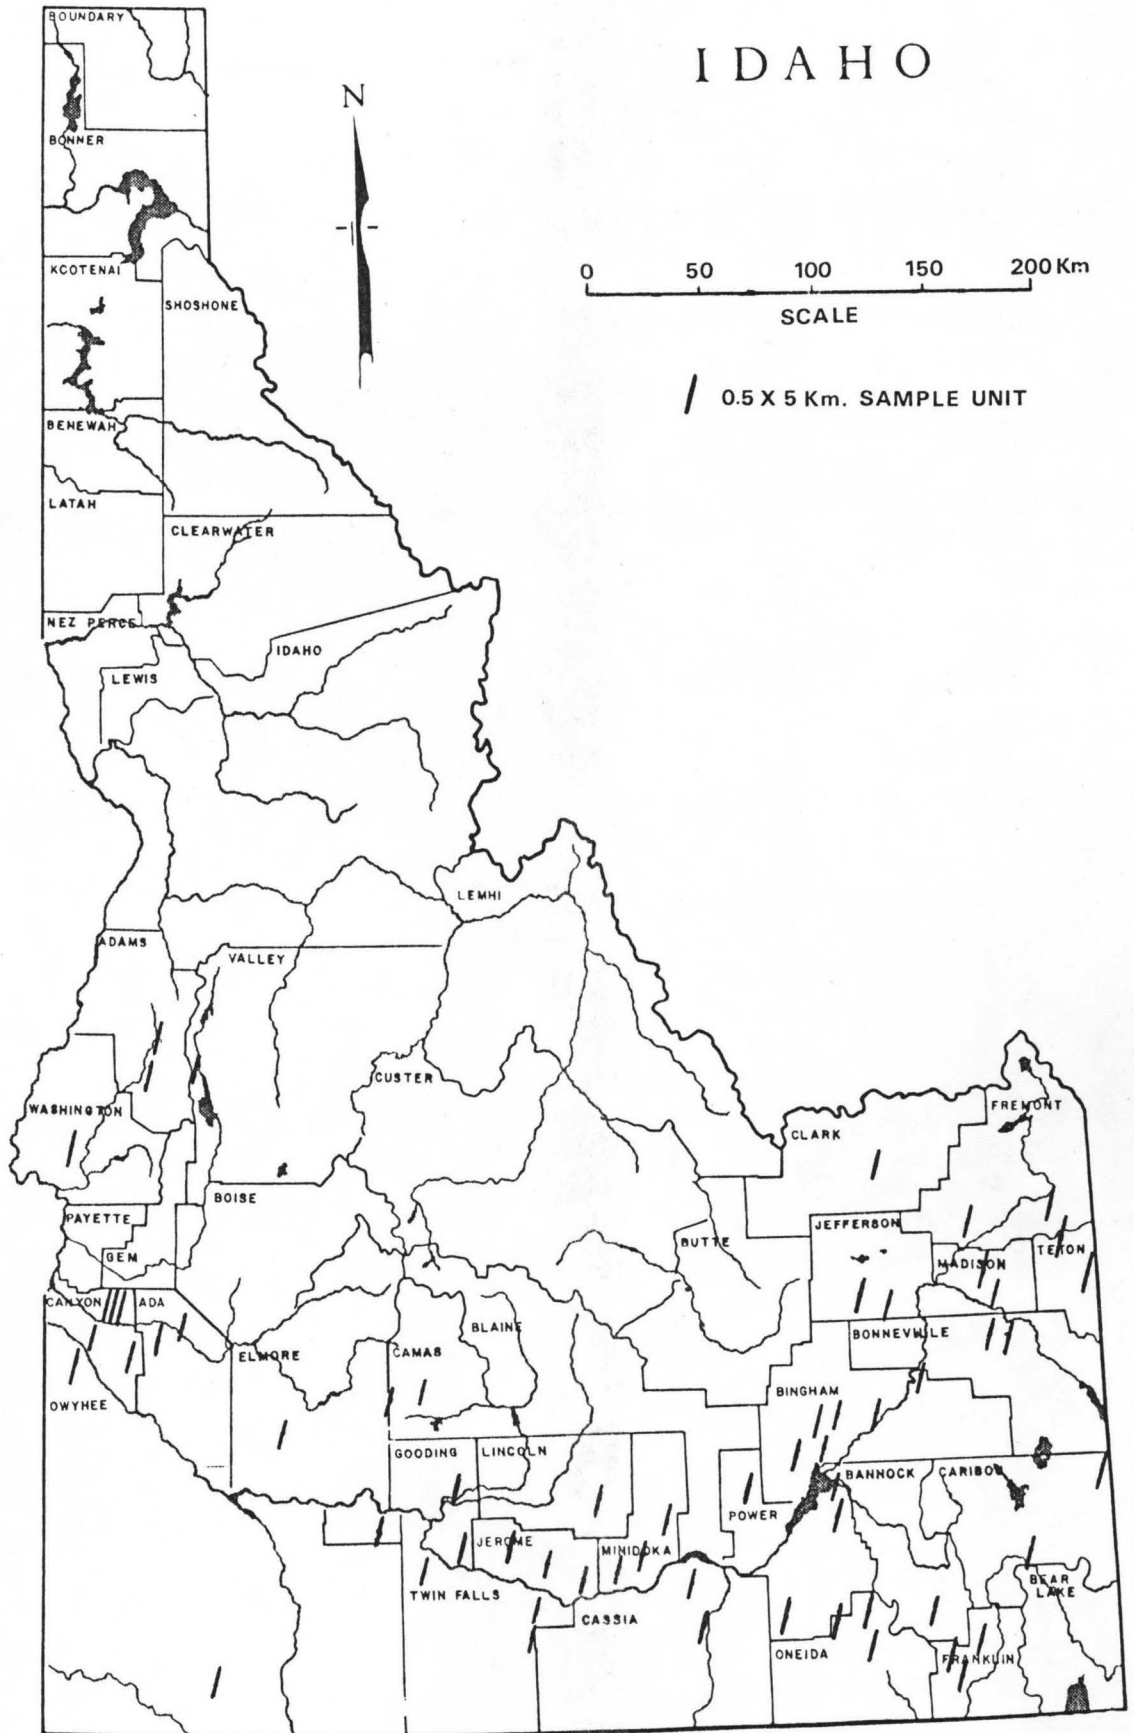 IDAHO
BOUNDARY
N
BONNER
KCOTENAI
0 50 100 150 200 Km
SCALE
SHOSHONE
0.5 X 5 Km. SAMPLE UNIT
BENEWAH
LATAH
CLEARWATER
NEZ PERCE
IDAHO
LEWIS
LEMHI
ADAMS
VALLEY
CUSTER
WASHINGTON
FREMONT
CLARK
BOISE
PAYETTE
JEFFERSON
BUTTE
GEM
MADISON
TETON
CANYON
ADA
BLAINE
BONNEVILLE
CAMAS
ELMORE
OWYHEE
BINGHAM
GOODING
LINCOLN
BANNOCK
CARIBOU
POWER
JEROME
MINIDOKA
BEAR
LAKE
TWIN FALLS
CASSIA
ONEIDA
FRANKLIN